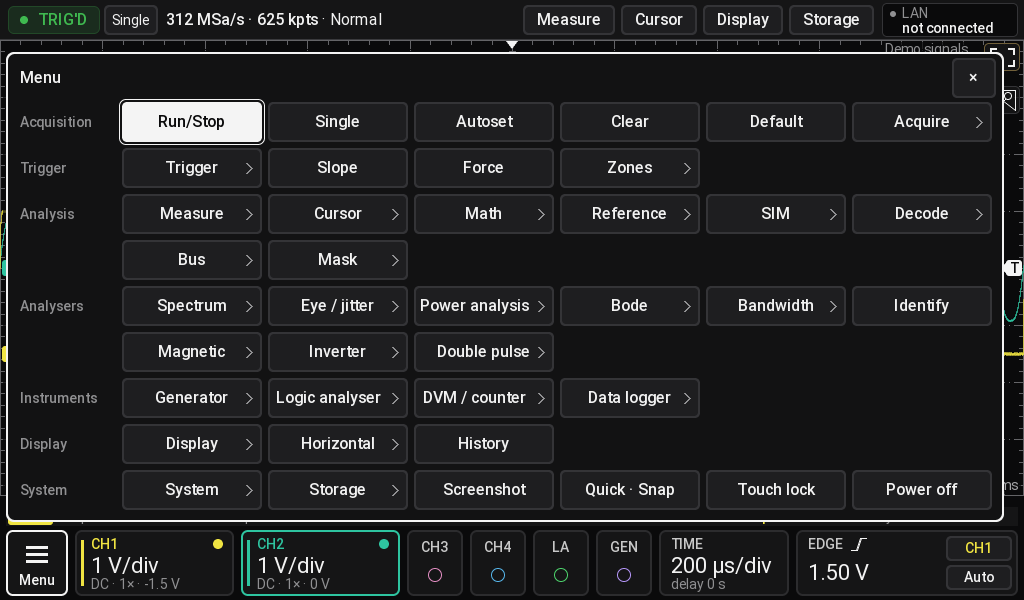 TRIG'D Single 312 MSa/s · 625 kpts · Normal Measure Cursor Display Storage LAN
not connected
Demo signals
Menu ×
Acquisition Run/Stop Single Autoset Clear Default Acquire
Trigger Trigger Slope Force Zones
Analysis Measure Cursor Math Reference SIM Decode
Bus Mask
T
Analysers Spectrum Eye / jitter Power analysis Bode Bandwidth Identify
Magnetic Inverter Double pulse
Instruments Generator Logic analyser DVM / counter Data logger
Display Display Horizontal History
System System Storage Screenshot Quick · Snap Touch lock Power off
ms
Menu
CH1
1 V/div
DC · 1× · -1.5 V
CH2
1 V/div
DC · 1× · 0 V
CH3
CH4
LA
GEN
TIME
200 µs/div
delay 0 s
EDGE
1.50 V
CH1
Auto